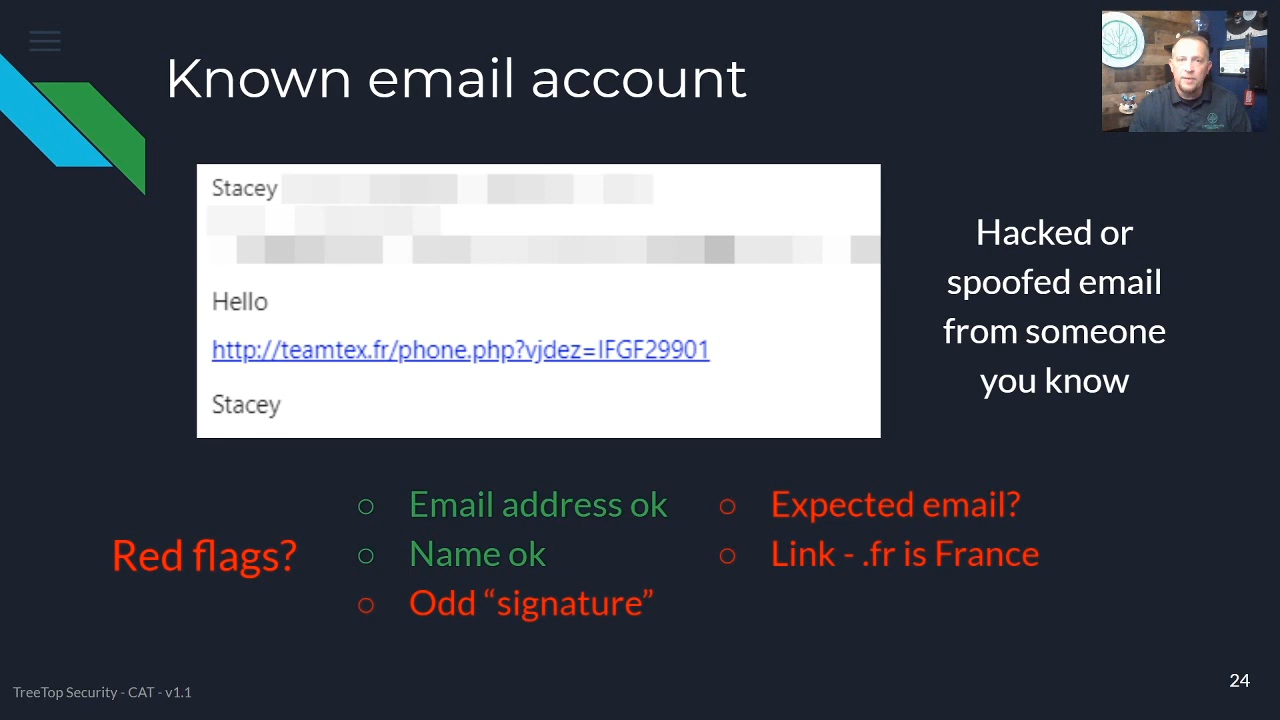 Known email account
Stacey
Hello
http://teamtex.fr/phone.php?vjdez=IFGF29901
Stacey
Hacked or
spoofed email
from someone
you know
Red flags?
○ Email address ok
○ Name ok
○ Odd “signature”
○ Expected email?
○ Link - .fr is France
TreeTop Security - CAT - v1.1
24